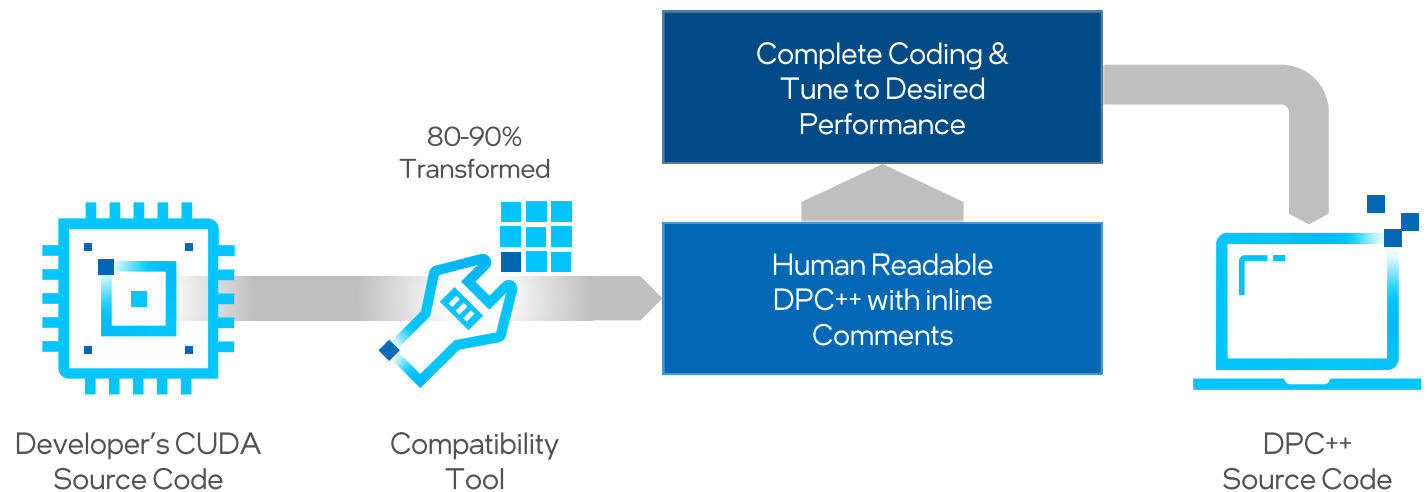 Developer's CUDA
Source Code
80-90%
Transformed
Compatibility
Tool
Human Readable
DPC++ with inline
Comments
Complete Coding &
Tune to Desired
Performance
DPC++
Source Code